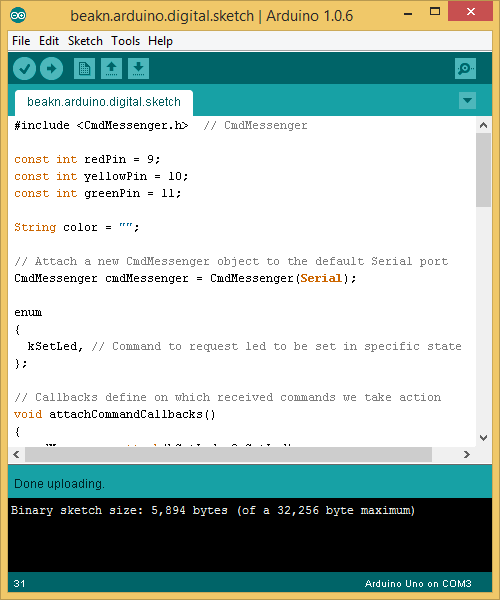 beakn.arduino.digital.sketch | Arduino 1.0.6
File Edit Sketch Tools Help
beakn.arduino.digital.sketch
#include <CmdMessenger.h>  // CmdMessenger
const int redPin = 9;
const int yellowPin = 10;
const int greenPin = 11;
String color = "";
// Attach a new CmdMessenger object to the default Serial port
CmdMessenger cmdMessenger = CmdMessenger(Serial);
enum
{
  kSetLed, // Command to request led to be set in specific state
};
// Callbacks define on which received commands we take action
void attachCommandCallbacks()
{
Done uploading.
Binary sketch size: 5,894 bytes (of a 32,256 byte maximum)
31 Arduino Uno on COM3